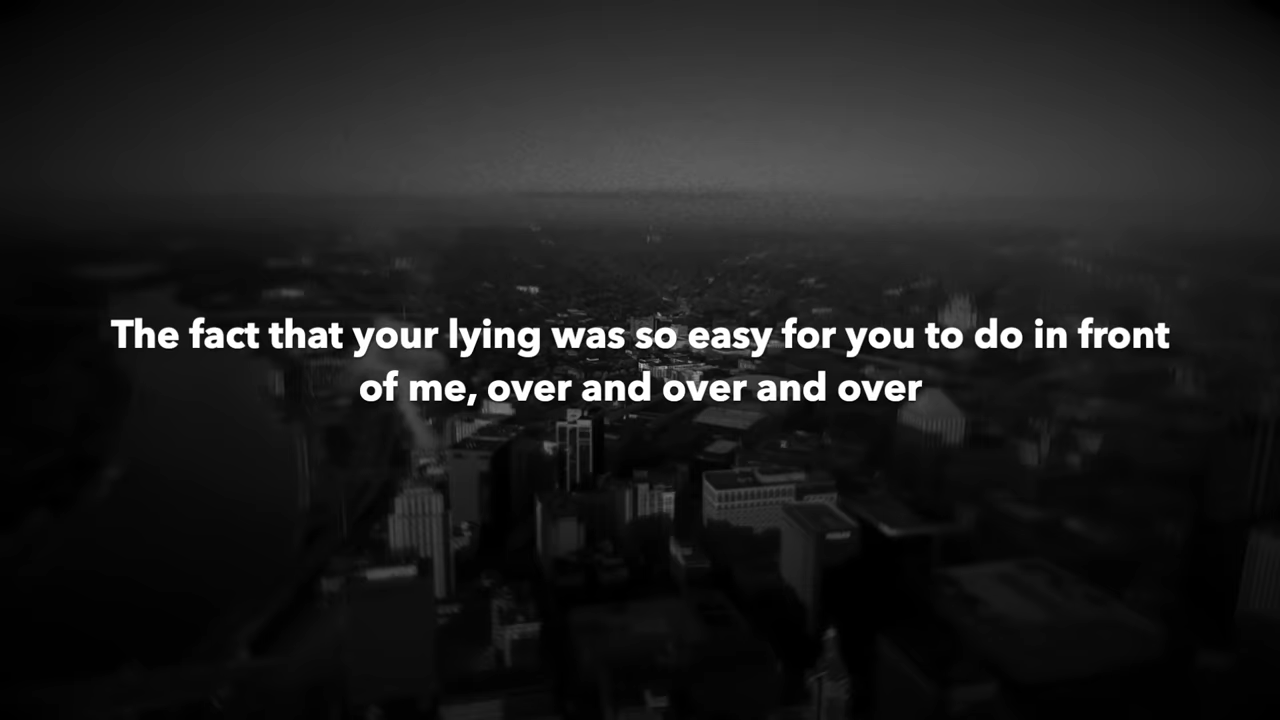 The fact that your lying was so easy for you to do in front
of me, over and over and over